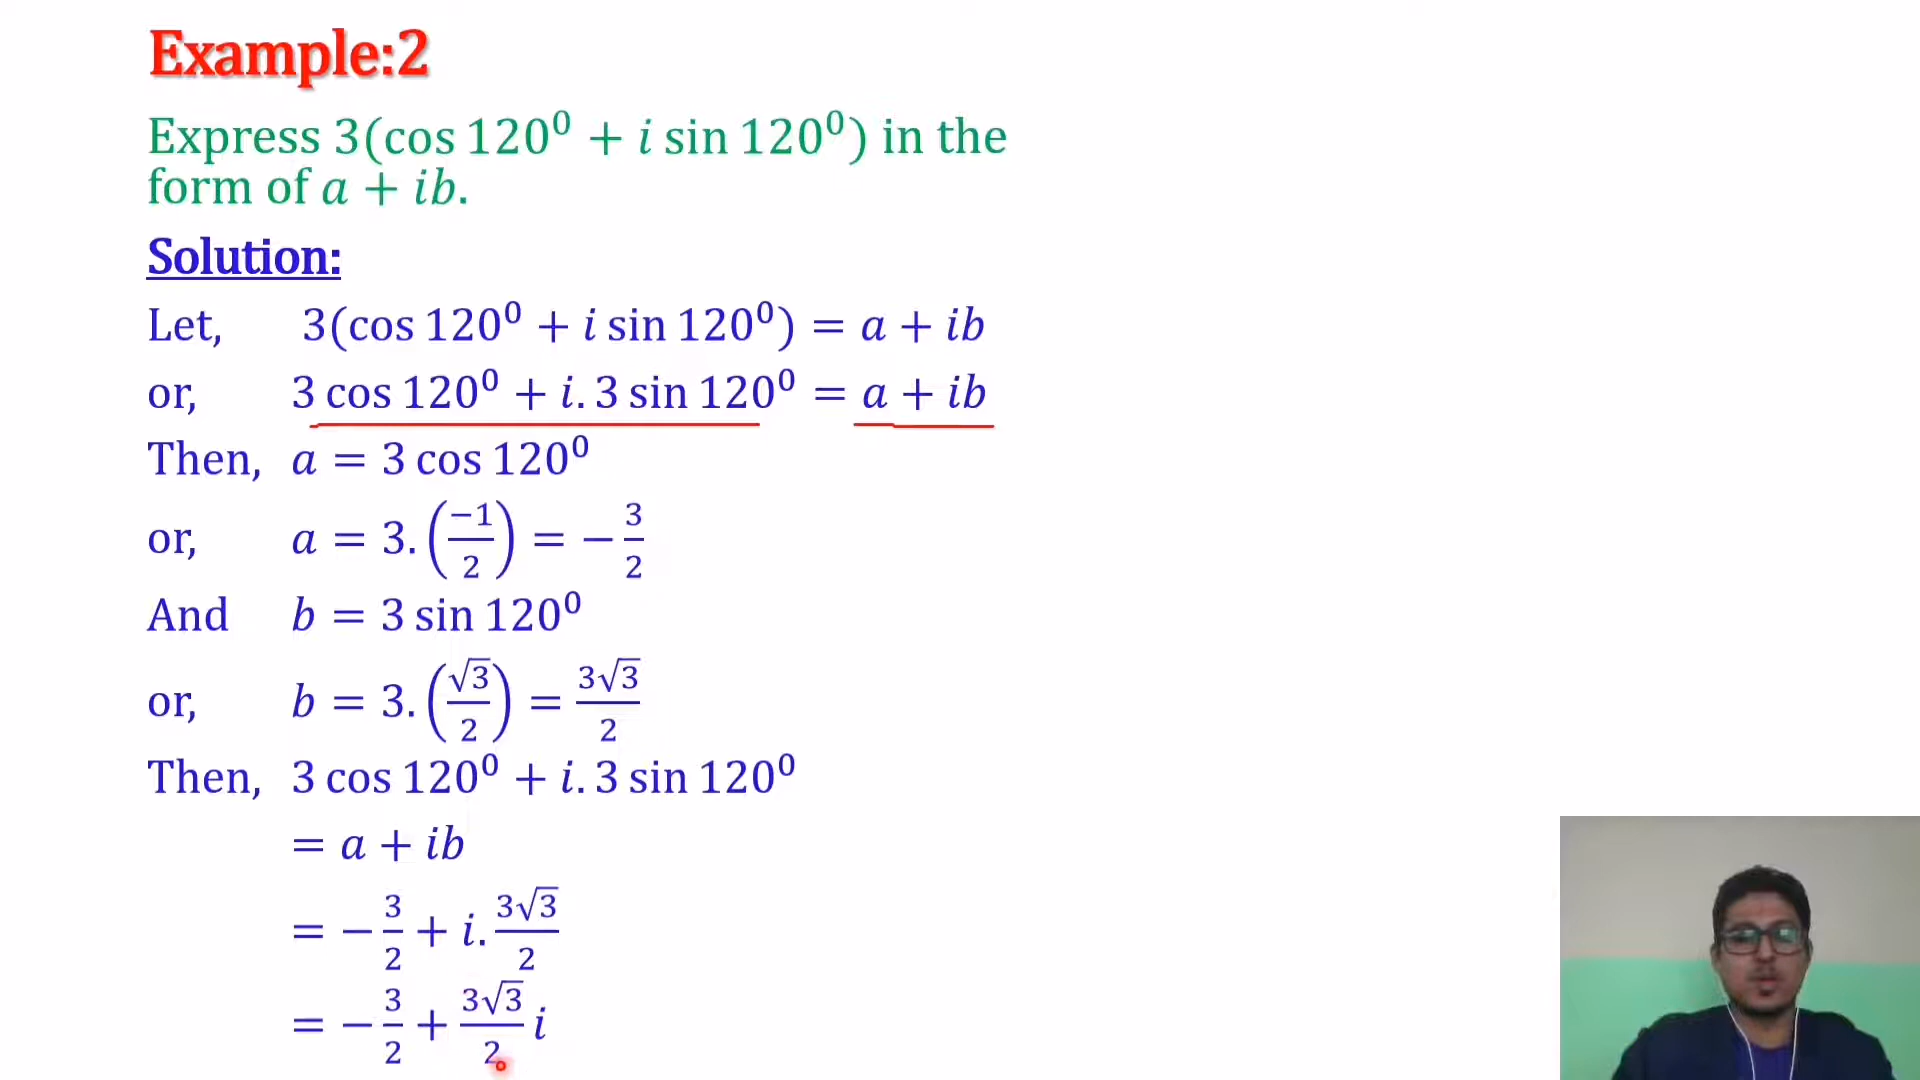 Example:2
Express 3(cos 120⁰ + i sin 120⁰) in the
form of a + ib.
Solution:
Let, 3(cos 120⁰ + i sin 120⁰) = a + ib
or, 3 cos 120⁰ + i. 3 sin 120⁰ = a + ib
Then, a = 3 cos 120⁰
or, a = 3. (−1/2) = − 3/2
And b = 3 sin 120⁰
or, b = 3. (√3/2) = 3√3/2
Then, 3 cos 120⁰ + i. 3 sin 120⁰
= a + ib
= − 3/2 + i. 3√3/2
= − 3/2 + 3√3/2 i